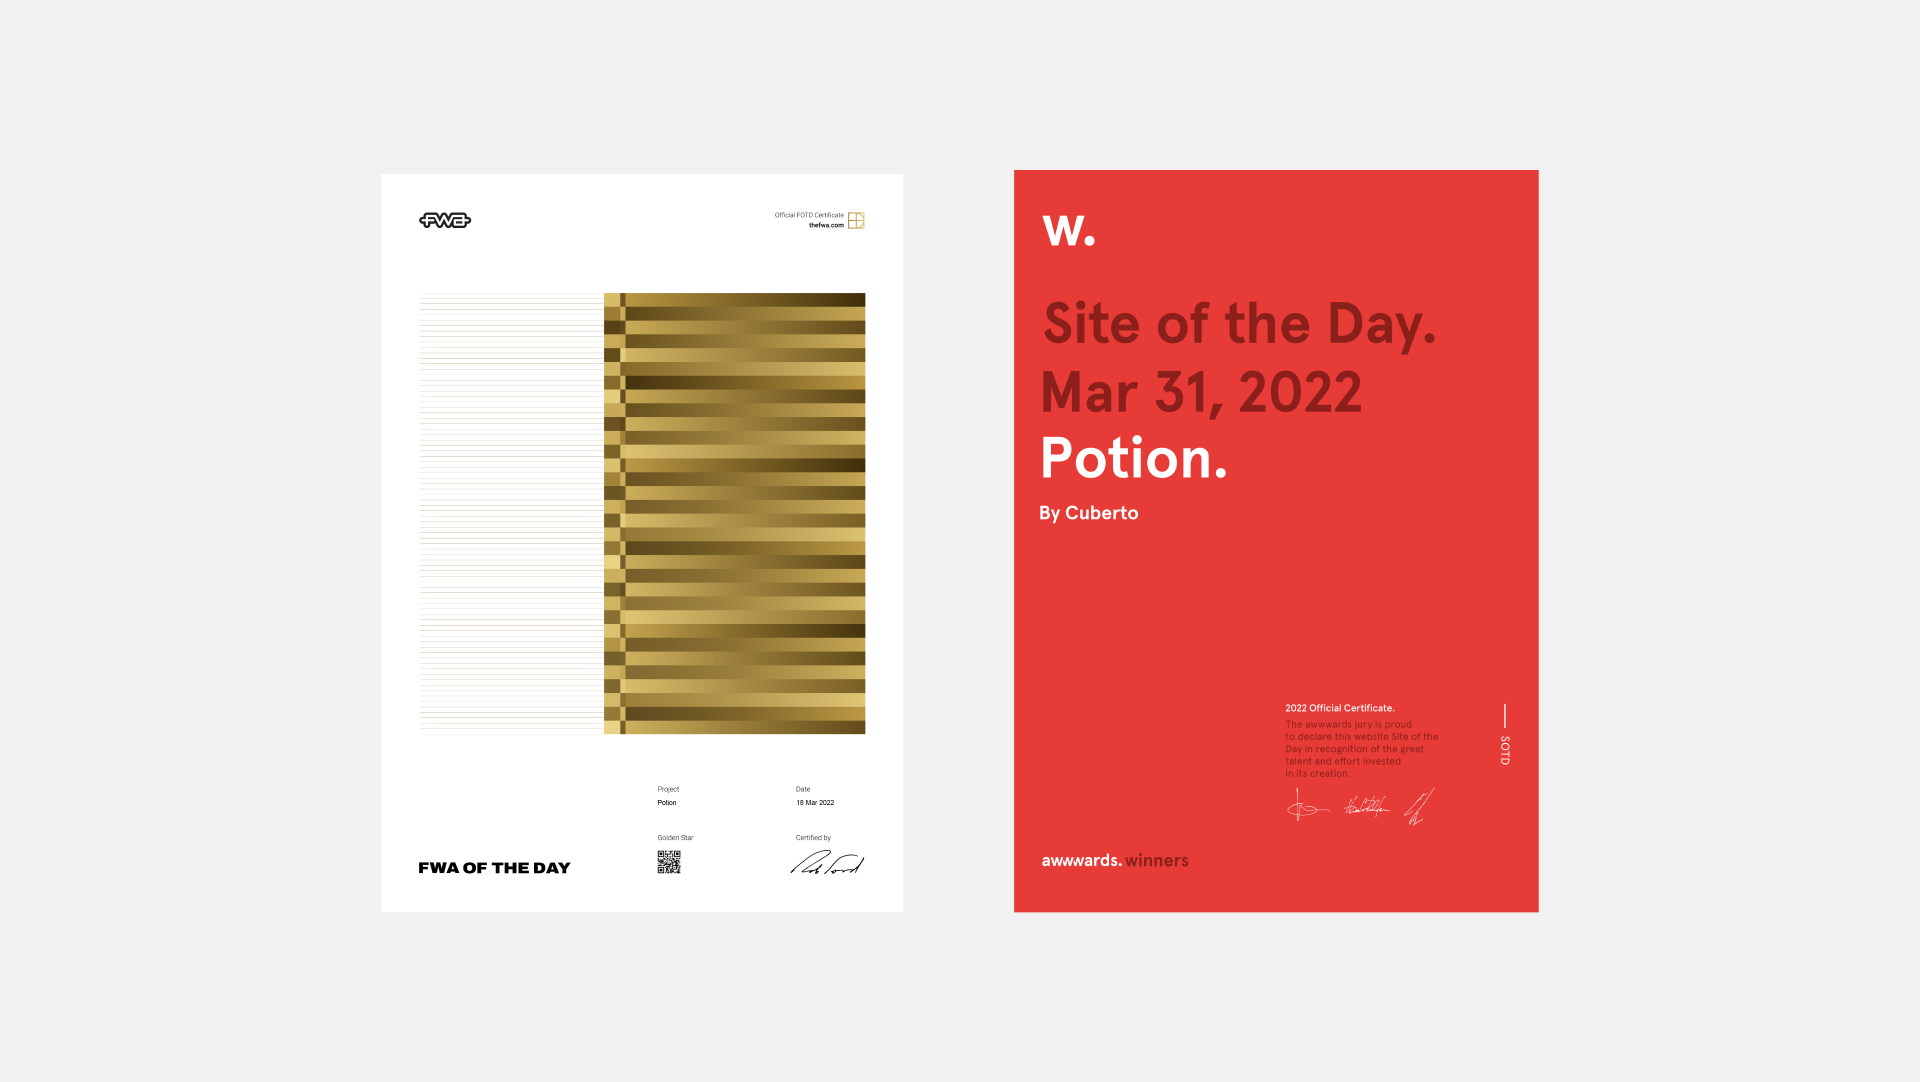 FWA
Official FOTD Certificate
thefwa.com
Project
Potion
Date
18 Mar 2022
Golden Star
Certified by
FWA OF THE DAY
w.
Site of the Day.
Mar 31, 2022
Potion.
By Cuberto
2022 Official Certificate.
The awwwards jury is proud
to declare this website Site of the
Day in recognition of the great
talent and effort invested
in its creation.
SOTD
awwwards.winners